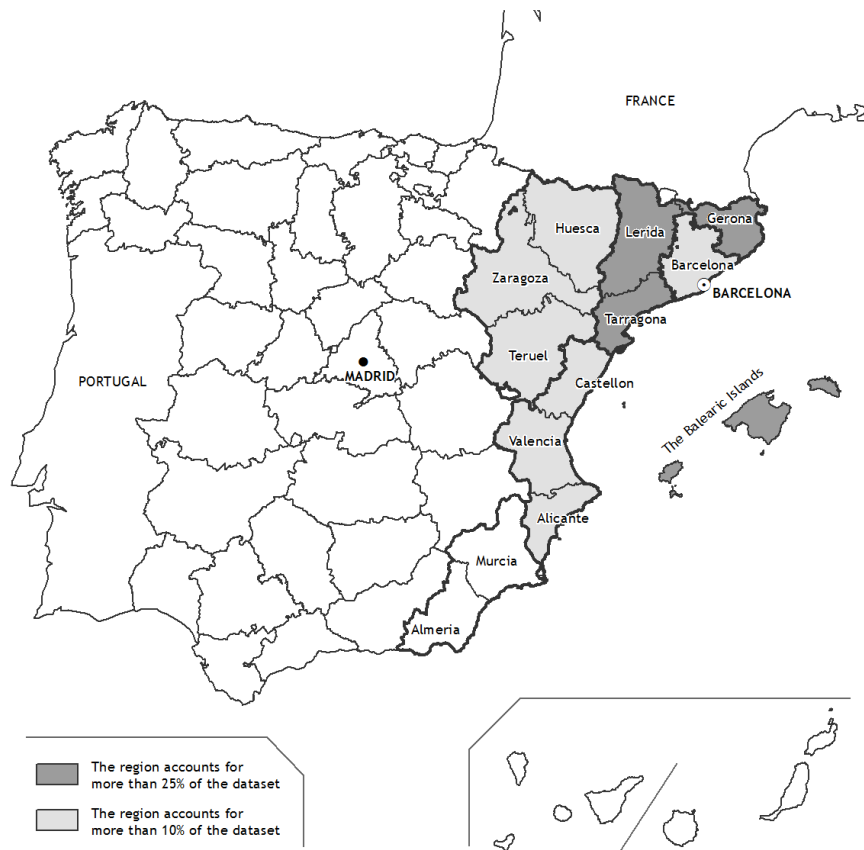 FRANCE
Gerona
Huesca
Lerida
Barcelona
Zaragoza
BARCELONA
Tarragona
Teruel
MADRID
PORTUGAL
Castellon
The Balearic Islands
Valencia
Alicante
Murcia
Almeria
The region accounts for
more than 25% of the dataset
The region accounts for
more than 10% of the dataset